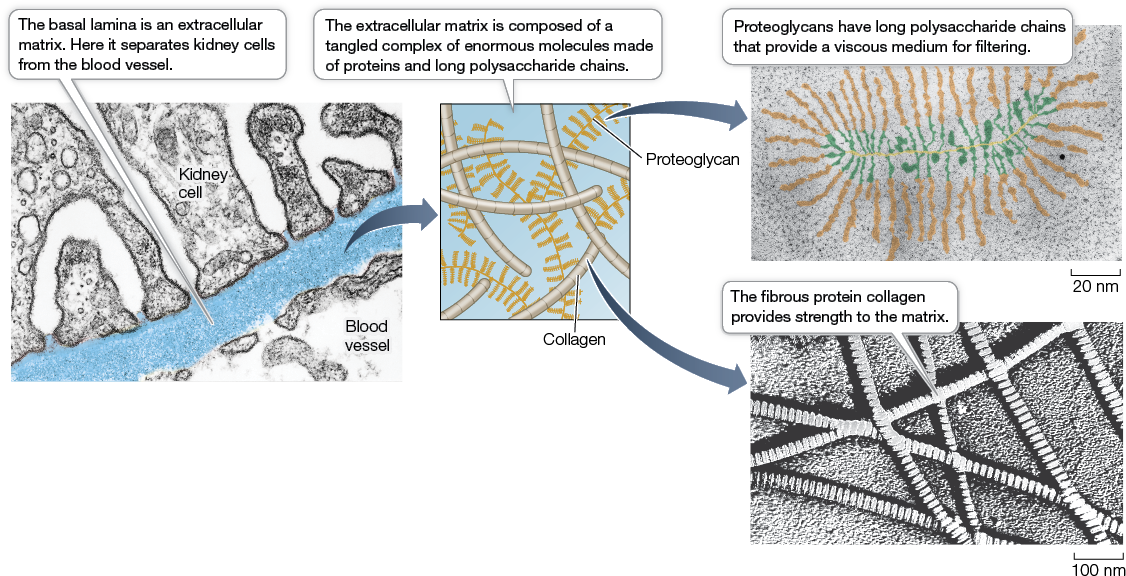 The basal lamina is an extracellular
matrix. Here it separates kidney cells
from the blood vessel.
The extracellular matrix is composed of a
tangled complex of enormous molecules made
of proteins and long polysaccharide chains.
Proteoglycans have long polysaccharide chains
that provide a viscous medium for filtering.
Kidney
cell
Blood
vessel
Proteoglycan
Collagen
20 nm
The fibrous protein collagen
provides strength to the matrix.
100 nm